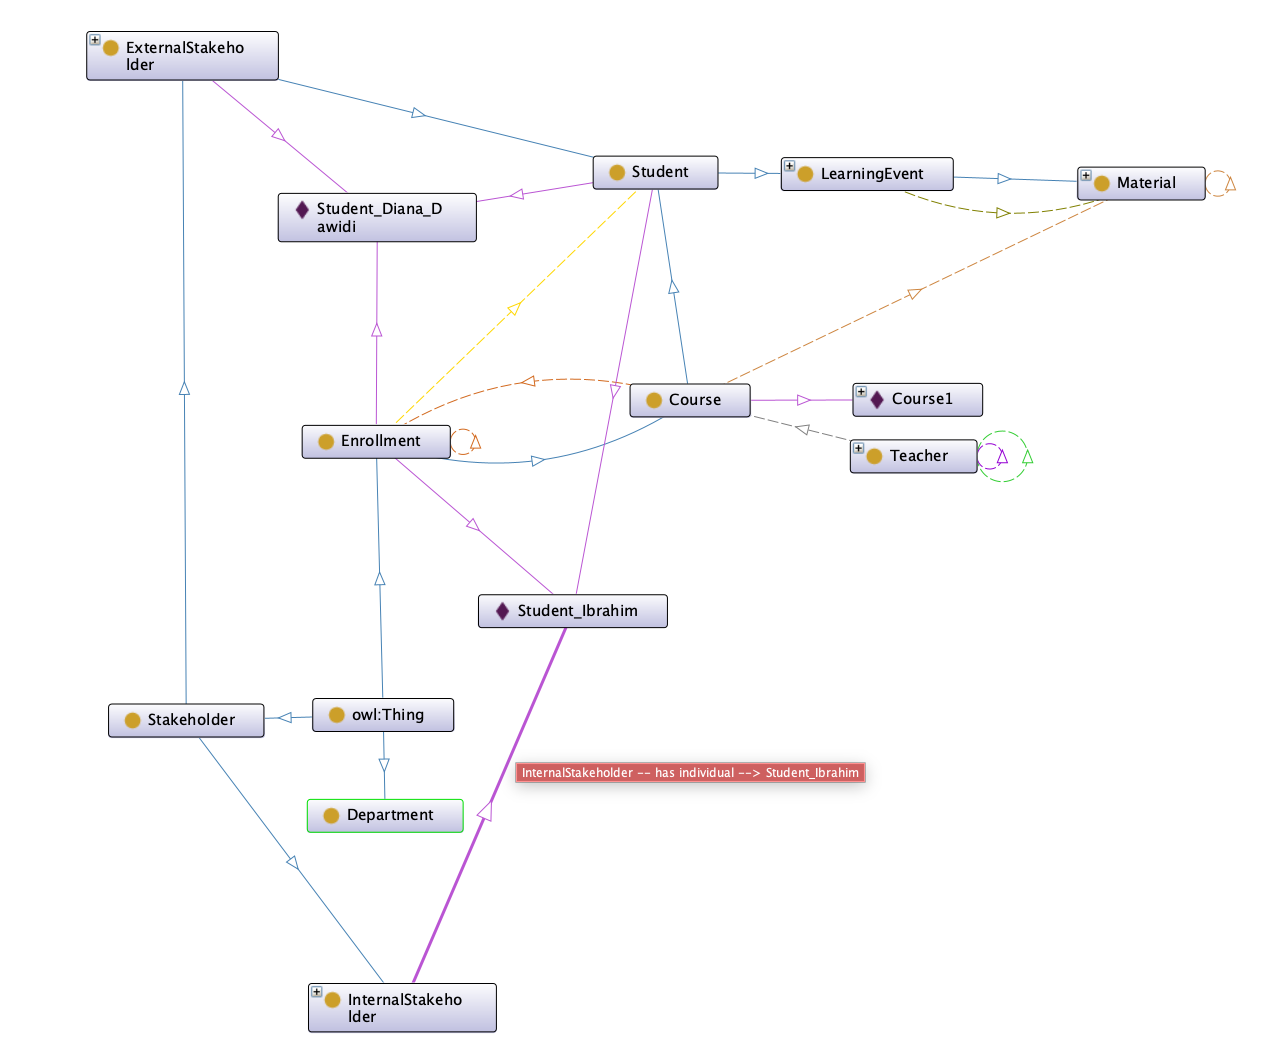 ExternalStakeho
lder
Student
LearningEvent
Material
Student_Diana_D
awidi
Course
Course1
Enrollment
Teacher
Student_Ibrahim
Stakeholder
owl:Thing
InternalStakeholder -- has individual --> Student_Ibrahim
Department
InternalStakeho
lder